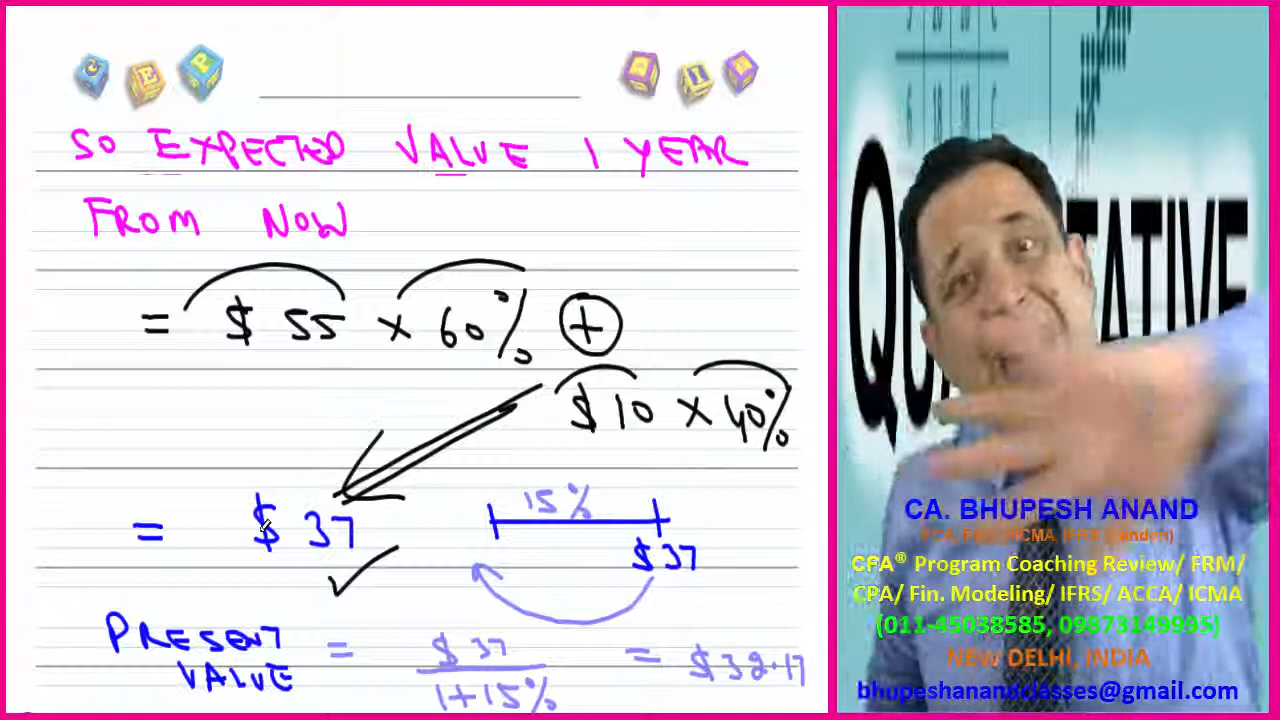 SO EXPECTED VALUE 1 YEAR
FROM NOW
= $ 55 × 60% +
$ 10 × 40%
= $ 37
15%
$37
PRESENT
VALUE
= $ 37 / 1+15% = $32.17
QUANTITATIVE
CA. BHUPESH ANAND
CFA® Program Coaching Review/ FRM/
CPA/ Fin. Modeling/ IFRS/ ACCA/ ICMA
(011-45038585, 09873149995)
NEW DELHI, INDIA
bhupeshanandclasses@gmail.com